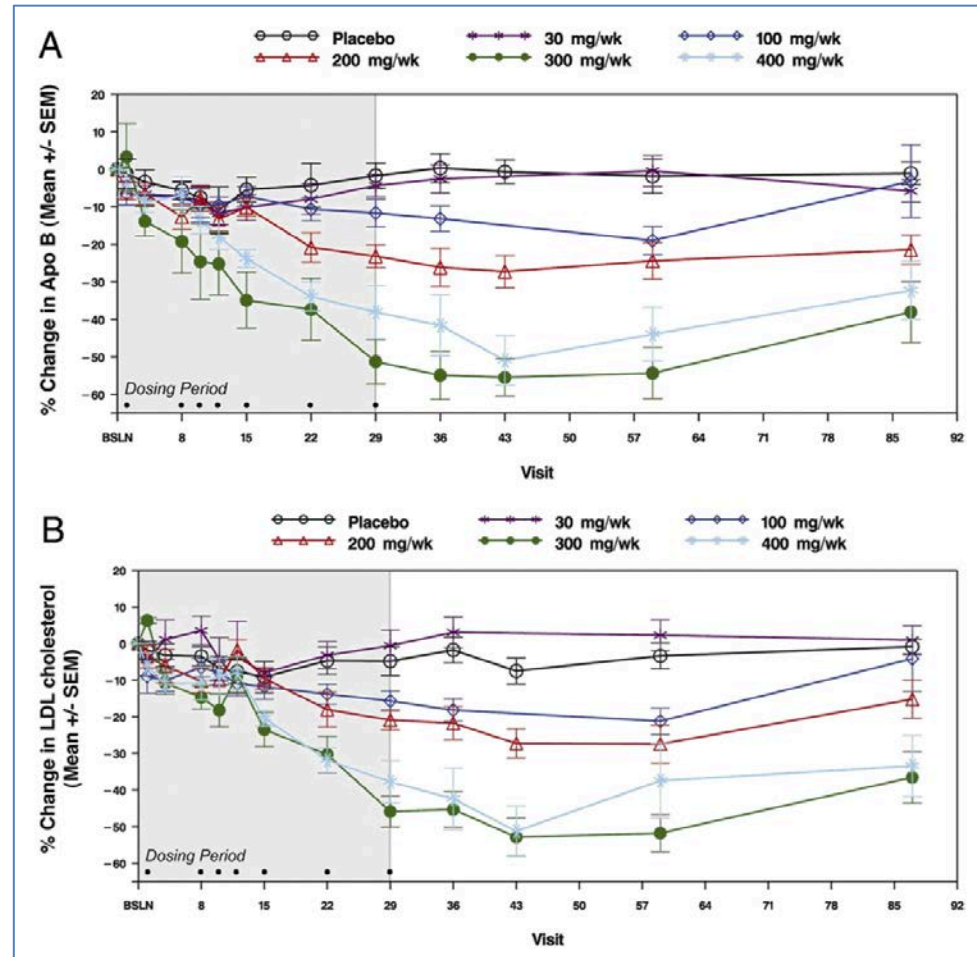 A
Placebo 30 mg/wk 100 mg/wk
200 mg/wk 300 mg/wk 400 mg/wk
% Change in Apo B (Mean +/- SEM)
20
10
0
-10
-20
-30
-40
-50
-60
Dosing Period
BSLN 8 15 22 29 36 43 50 57 64 71 78 85 92
Visit
B
Placebo 30 mg/wk 100 mg/wk
200 mg/wk 300 mg/wk 400 mg/wk
% Change in LDL cholesterol
(Mean +/- SEM)
20
10
0
-10
-20
-30
-40
-50
-60
Dosing Period
BSLN 8 15 22 29 36 43 50 57 64 71 78 85 92
Visit